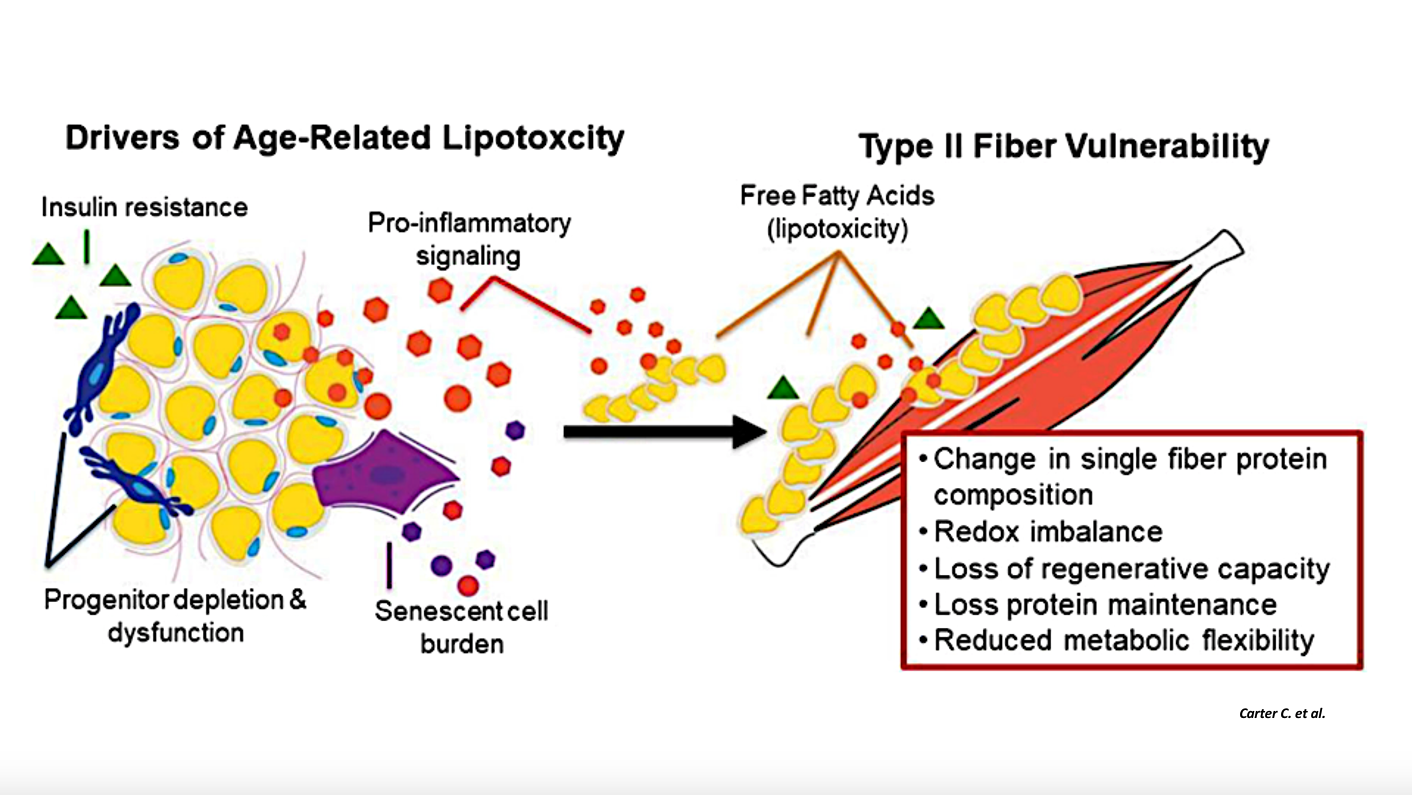 Drivers of Age-Related Lipotoxcity
Type II Fiber Vulnerability
Insulin resistance
Pro-inflammatory
signaling
Free Fatty Acids
(lipotoxicity)
Progenitor depletion &
dysfunction
Senescent cell
burden
• Change in single fiber protein
composition
• Redox imbalance
• Loss of regenerative capacity
• Loss protein maintenance
• Reduced metabolic flexibility
Carter C. et al.